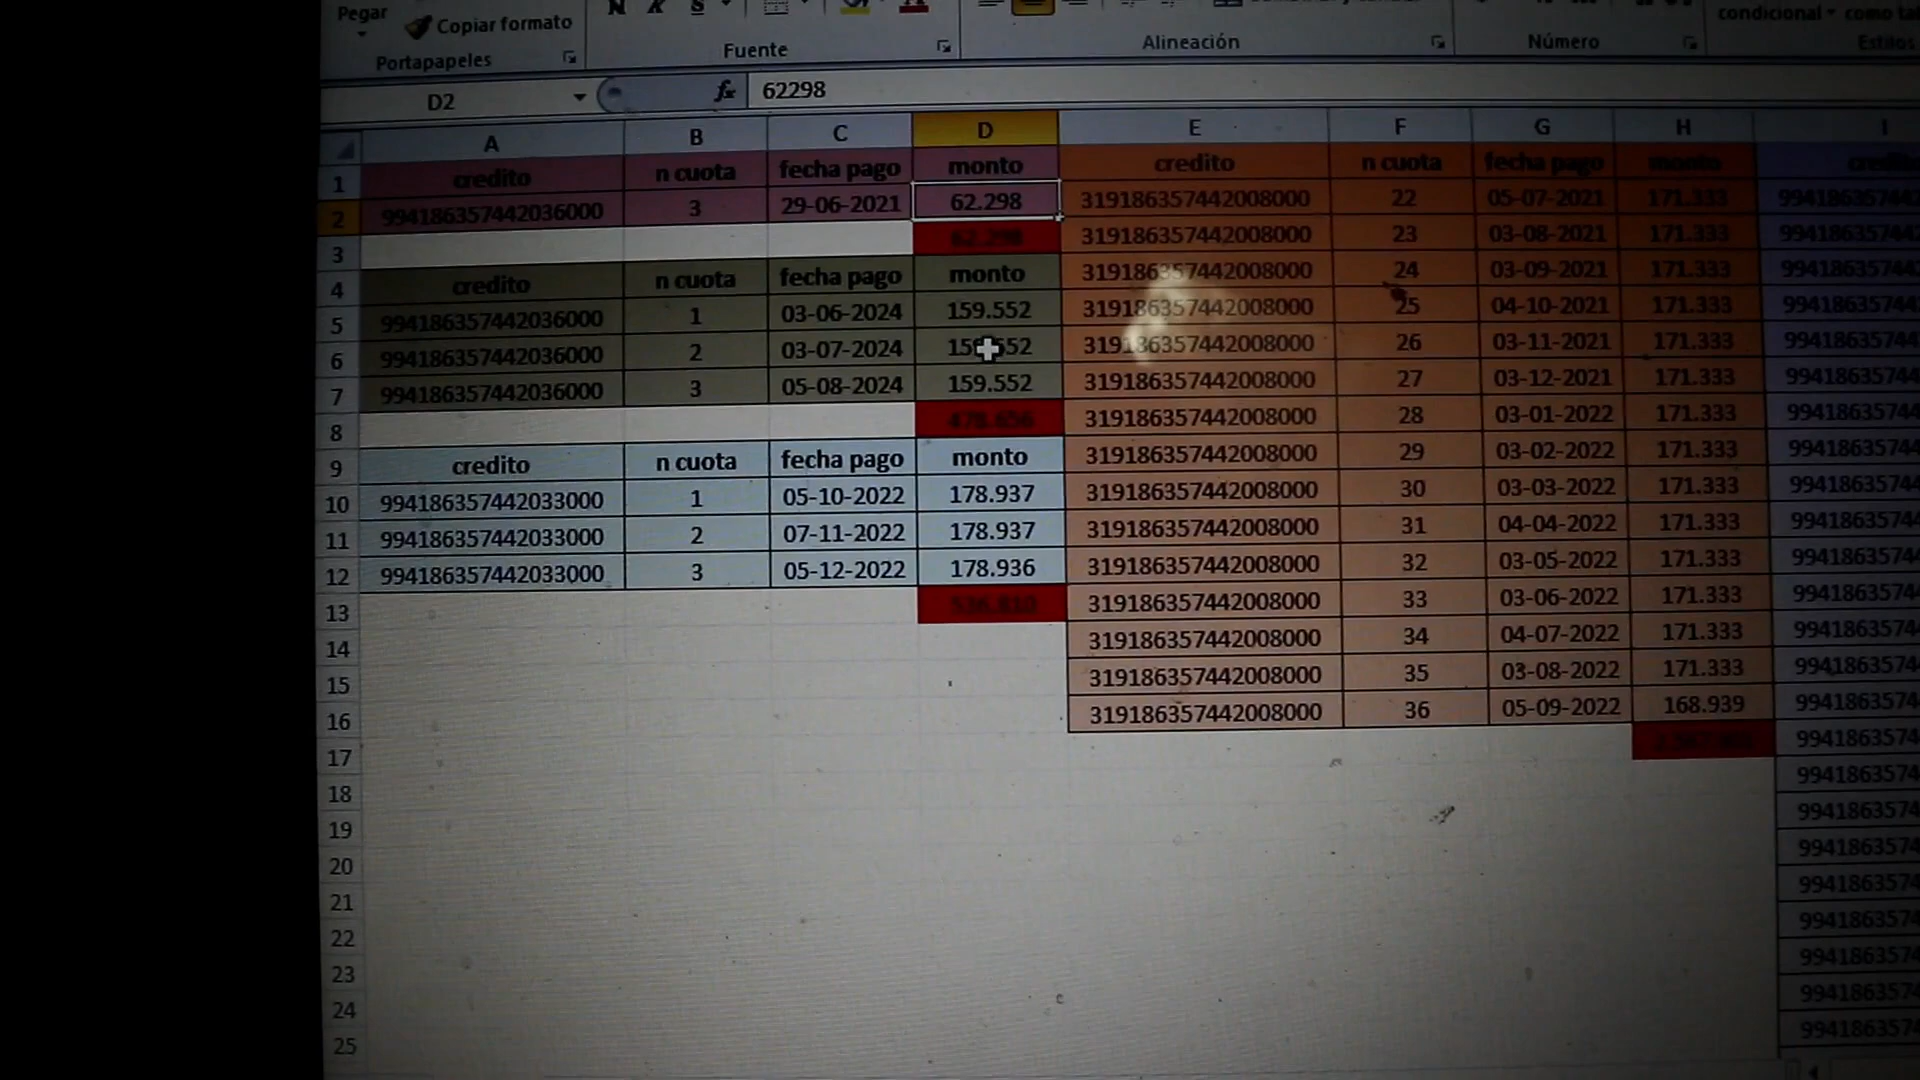 Pegar
Copiar formato
Portapapeles
Fuente
Alineación
Número
condicional
Estilos
D2
fx
62298
A B C D E F G H I
1 credito n cuota fecha pago monto credito n cuota fecha pago monto
2 994186357442036000 3 29-06-2021 62.298 319186357442008000 22 05-07-2021 171.333
3 62.298 319186357442008000 23 03-08-2021 171.333
4 credito n cuota fecha pago monto 319186357442008000 24 03-09-2021 171.333
5 994186357442036000 1 03-06-2024 159.552 319186357442008000 25 04-10-2021 171.333
6 994186357442036000 2 03-07-2024 319186357442008000 26 03-11-2021 171.333
7 994186357442036000 3 05-08-2024 159.552 319186357442008000 27 03-12-2021 171.333
8 478.656 319186357442008000 28 03-01-2022 171.333
9 credito n cuota fecha pago monto 319186357442008000 29 03-02-2022 171.333
10 994186357442033000 1 05-10-2022 178.937 319186357442008000 30 03-03-2022 171.333
11 994186357442033000 2 07-11-2022 178.937 319186357442008000 31 04-04-2022 171.333
12 994186357442033000 3 05-12-2022 178.936 319186357442008000 32 03-05-2022 171.333
13 536.810 319186357442008000 33 03-06-2022 171.333
14 319186357442008000 34 04-07-2022 171.333
15 319186357442008000 35 03-08-2022 171.333
16 319186357442008000 36 05-09-2022 168.939
17
18
19
20
21
22
23
24
25